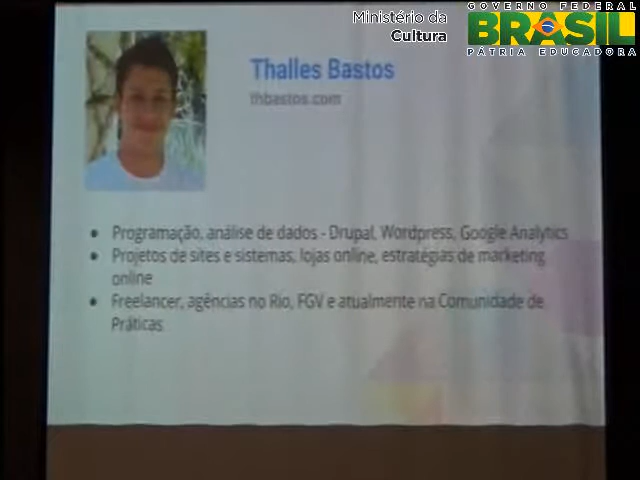 Ministério da
Cultura
GOVERNO FEDERAL
BRASIL
PÁTRIA EDUCADORA
Thalles Bastos
thbastos.com
• Programação, análise de dados - Drupal, Wordpress, Google Analytics
• Projetos de sites e sistemas, lojas online, estratégias de marketing
online
• Freelancer, agências no Rio, FGV e atualmente na Comunidade de
Práticas